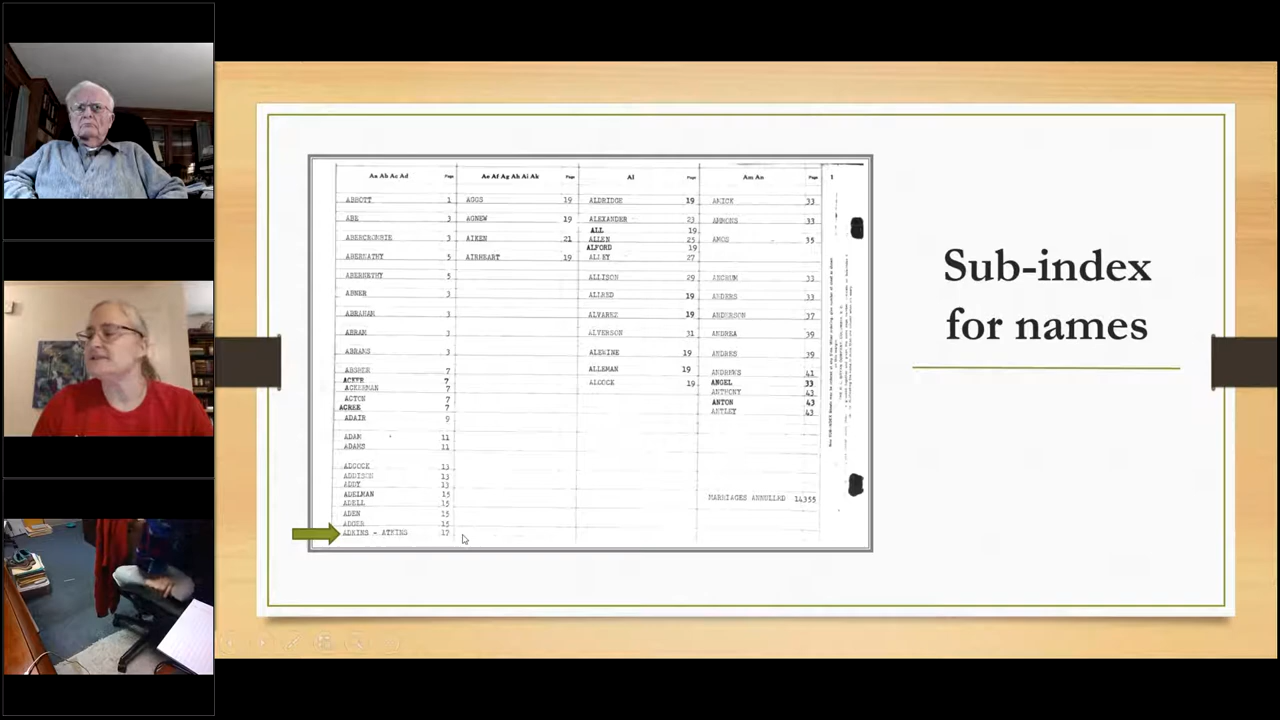 Aa Ab Ac Ad Page
ABBOTT 1
ABE 3
ABERCROMBIE 3
ABERNATHY 5
ABERNETHY 5
ABNER 3
ABRAHAM 3
ABRAM 3
ABRAMS 3
7
ACKER 7
ACKERMAN 7
ACTON 7
ACREE 7
ADAIR 9
ADAM 11
ADAMS 11
ADCOCK 13
ADDISON 13
ADDY 13
ADELMAN 15
ADELL 15
ADEN 15
ADGER 15
ADKINS - ATKINS 17
Ae Af Ag Ah Ai Ak Page
AGGS 19
AGNEW 19
AIKEN 21
AIRHEART 19
Al Page
ALDRIDGE 19
ALEXANDER 23
ALL 19
ALLEN 25
ALFORD 19
ALLEY 27
ALLISON 29
ALLRED 19
ALVAREZ 19
ALVERSON 31
ALEWINE 19
ALLEMAN 19
ALCOCK 19
Am An Page
AMICK 33
AMMONS 33
AMOS 35
33
ANDERS 33
ANDERSON 37
ANDREA 39
ANDRES 39
ANDREWS 41
ANGEL 33
ANTHONY 43
ANTON 43
ANTLEY 43
MARRIAGES ANNULLED 14355
1
Sub-index
for names